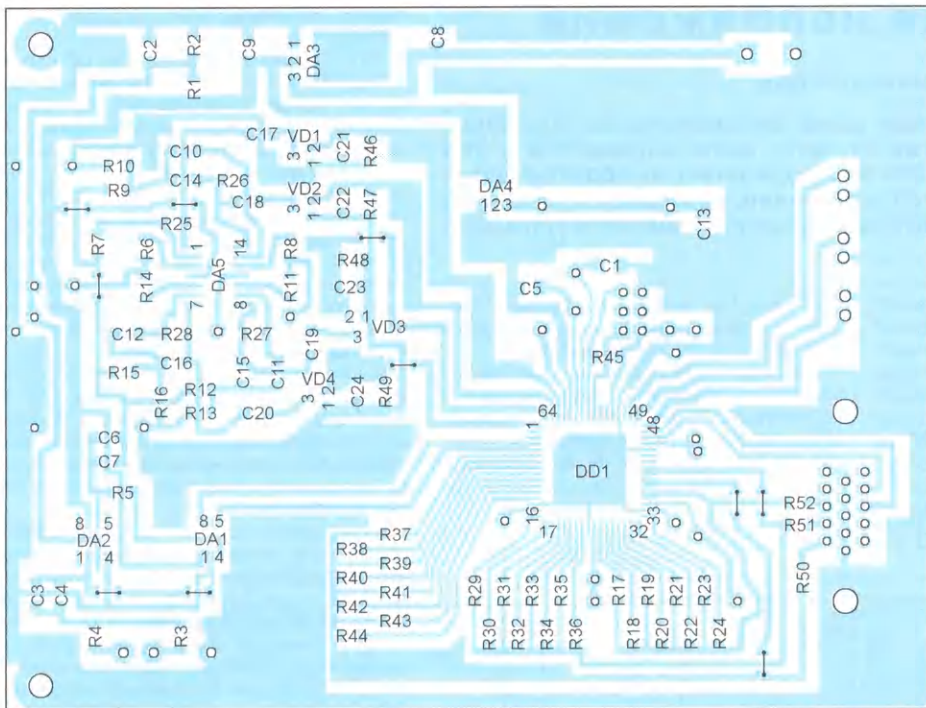 C2 R2 C9 3 2 1 DA3 C8
R1
C17 VD1 C21 R46
C10 3 1 2
R10
R9 C14 R26 VD2 C22 R47 DA4
C18 3 1 2 123 C13
R25
R7 R6 1 14 R8
R48 C1
R14 DA5 R11 C23 C5
7 8
2 1
C12 R28 R27 C19 3 VD3
R15 C16 C15 C11 R45
R12 VD4 C24 R49
R16 R13 C20 3 1 2
64 49
1 48
C6
C7 DD1
R5
R52
8 5 8 5 16 33 R51
DA2 DA1 17 32
1 4 1 4
R37
R38
R39
R40
R41
R42
R43
R44
C3 C4 R29 R31 R33 R35 R17 R19 R21 R23 R50
R4 R3 R30 R32 R34 R36 R18 R20 R22 R24